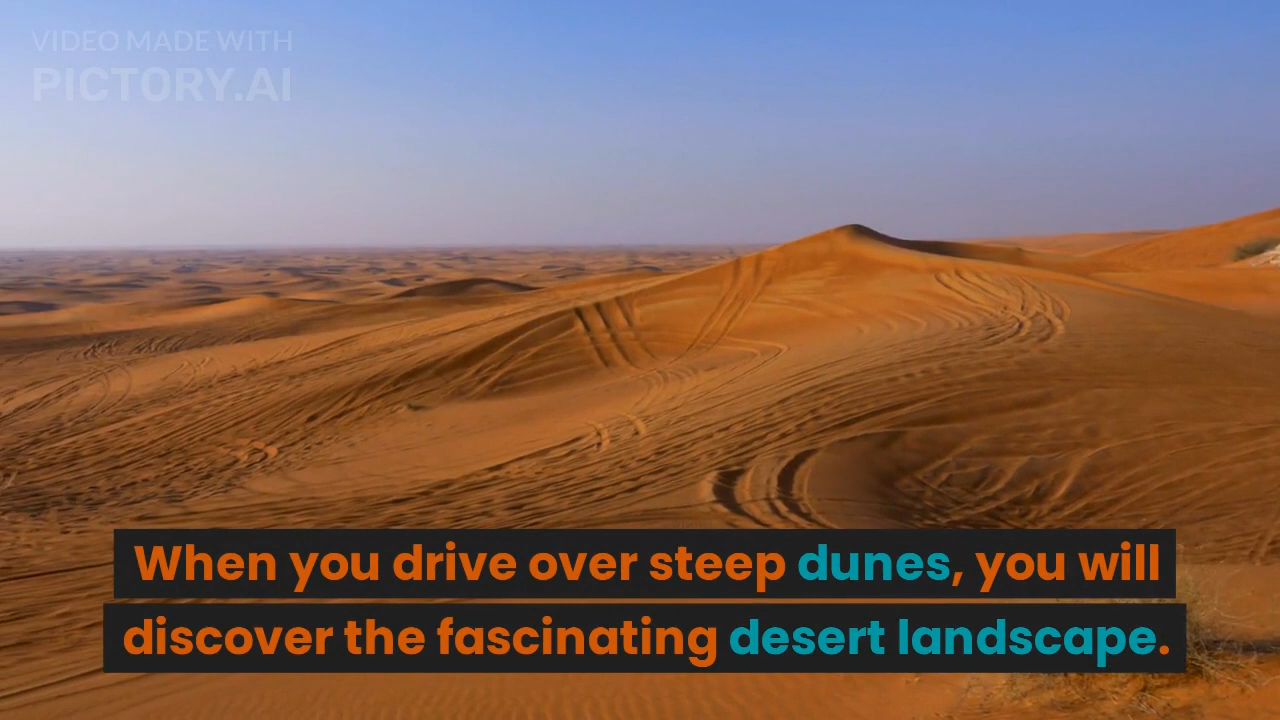 VIDEO MADE WITH
PICTORY.AI
When you drive over steep dunes, you will
discover the fascinating desert landscape.